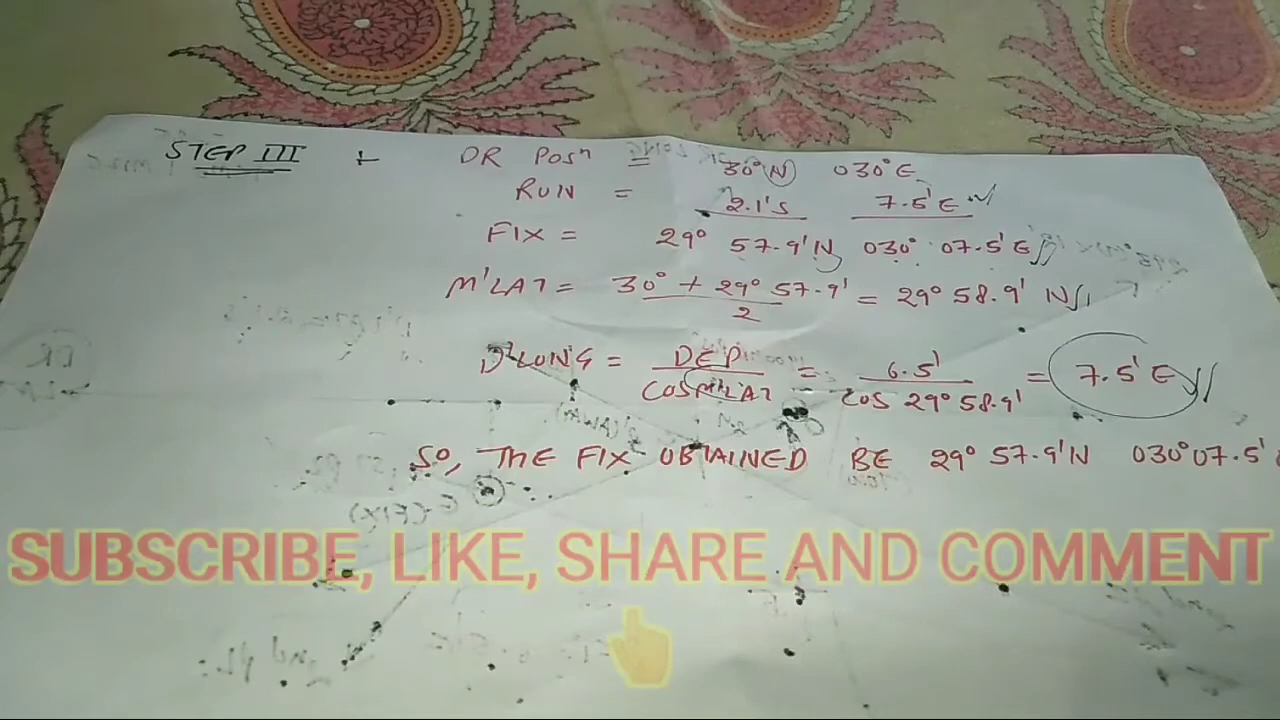 STEP III + DR Posn = 30°N 030°E
RUN = 2.1'S 7.5'E
FIX = 29° 57.9'N 030° 07.5'E
M'LAT = 30° + 29° 57.9' / 2 = 29° 58.9' N
D'LONG = DEP / COS M'LAT = 6.5' / COS 29° 58.9' = 7.5' E
SO, THE FIX OBTAINED BE 29° 57.9'N 030° 07.5'
SUBSCRIBE, LIKE, SHARE AND COMMENT